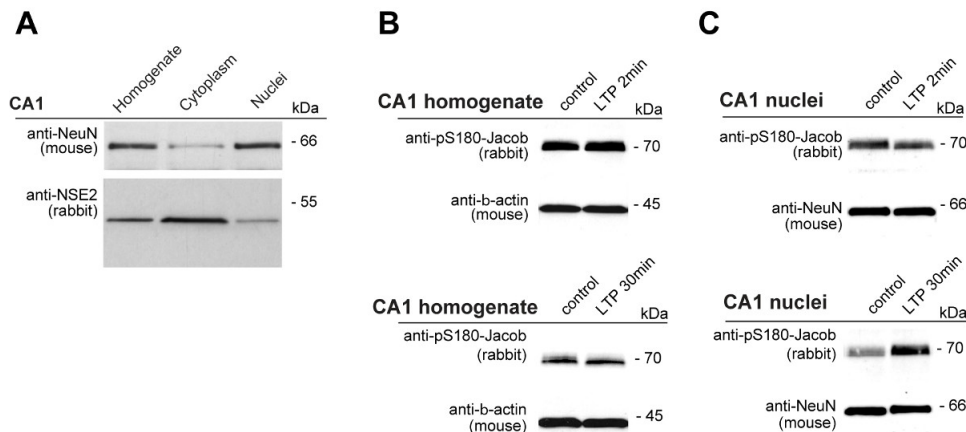 A
Homogenate
Cytoplasm
Nuclei
CA1
kDa
anti-NeuN
(mouse)
- 66
anti-NSE2
(rabbit)
- 55
B
control
LTP 2min
CA1 homogenate
kDa
anti-pS180-Jacob
(rabbit)
- 70
anti-b-actin
(mouse)
- 45
control
LTP 30min
CA1 homogenate
kDa
anti-pS180-Jacob
(rabbit)
- 70
anti-b-actin
(mouse)
- 45
C
control
LTP 2min
CA1 nuclei
kDa
anti-pS180-Jacob
(rabbit)
- 70
anti-NeuN
(mouse)
- 66
control
LTP 30min
CA1 nuclei
kDa
anti-pS180-Jacob
(rabbit)
- 70
anti-NeuN
(mouse)
- 66